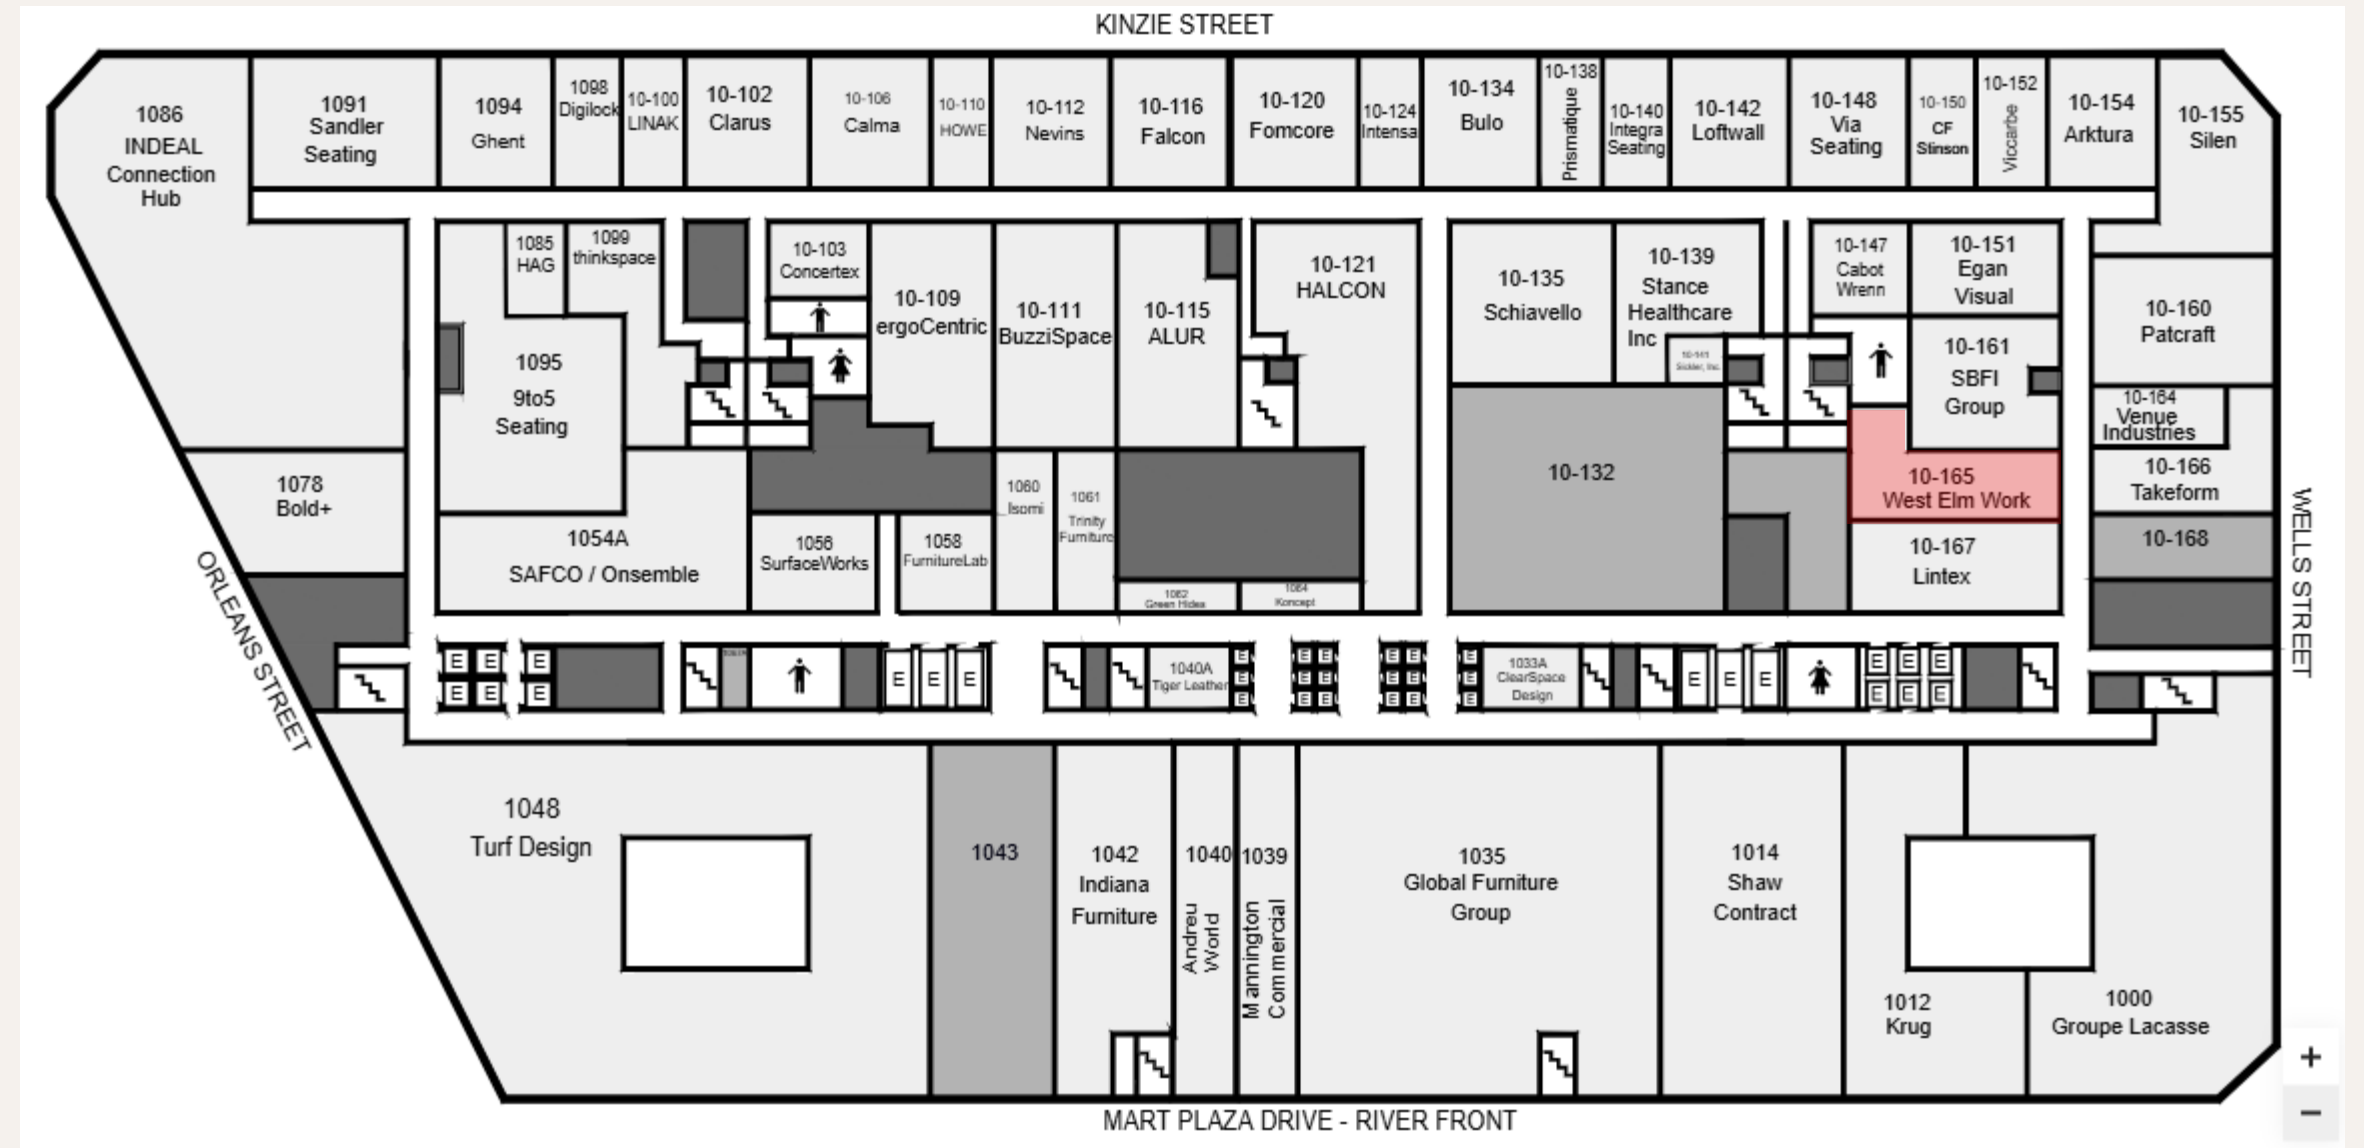 KINZIE STREET
1086
INDEAL
Connection
Hub
1091
Sandler
Seating
1094
Ghent
1098
Digilock
10-100
LINAK
10-102
Clarus
10-106
Calma
10-110
HOWE
10-112
Nevins
10-116
Falcon
10-120
Fomcore
10-124
Intensa
10-134
Bulo
10-138
Prismatique
10-140
Integra
Seating
10-142
Loftwall
10-148
Via
Seating
10-150
CF
Stinson
10-152
Viccarbe
10-154
Arktura
10-155
Silen
1085
HAG
1099
thinkspace
1095
9to5
Seating
10-103
Concertex
10-109
ergoCentric
10-111
BuzziSpace
10-115
ALUR
10-121
HALCON
10-135
Schiavello
10-139
Stance
Healthcare
Inc
10-147
Cabot
Wrenn
10-151
Egan
Visual
10-161
SBFI
Group
10-160
Patcraft
10-164
Venue
Industries
10-166
Takeform
10-168
10-132
10-165
West Elm Work
10-167
Lintex
1078
Bold+
1054A
SAFCO / Onsemble
1056
SurfaceWorks
1058
FurnitureLab
1060
Isomi
1061
Trinity
Furniture
1062
Green Hides
1064
Koncept
ORLEANS STREET
WELLS STREET
E E E
E E E
E E E
1040A
Tiger Leather
E E E E E
E E E E E
E E E E E
E
E
E
1033A
ClearSpace
Design
E E E
E E E
E E E
1048
Turf Design
1043
1042
Indiana
Furniture
1040
Andreu
World
1039
Mannington
Commercial
1035
Global Furniture
Group
1014
Shaw
Contract
1012
Krug
1000
Groupe Lacasse
MART PLAZA DRIVE - RIVER FRONT
+
−